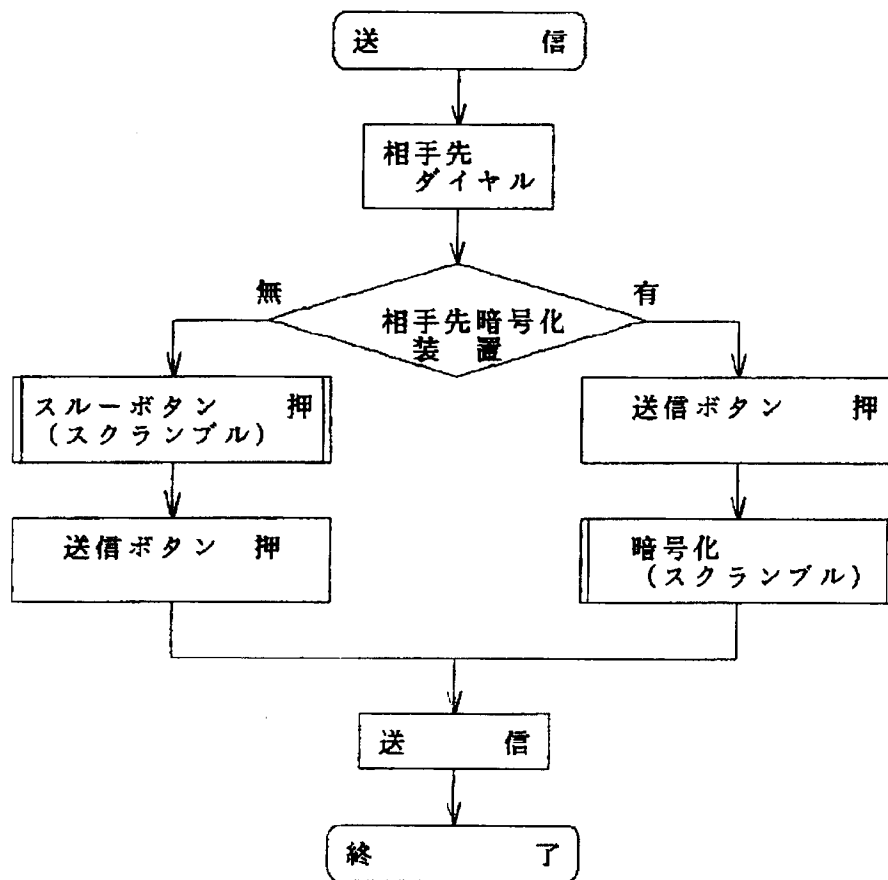 送 信
相手先
ダイヤル
無
有
相手先暗号化
装 置
スルーボタン 押
(スクランブル)
送信ボタン 押
送信ボタン 押
暗号化
(スクランブル)
送 信
終 了